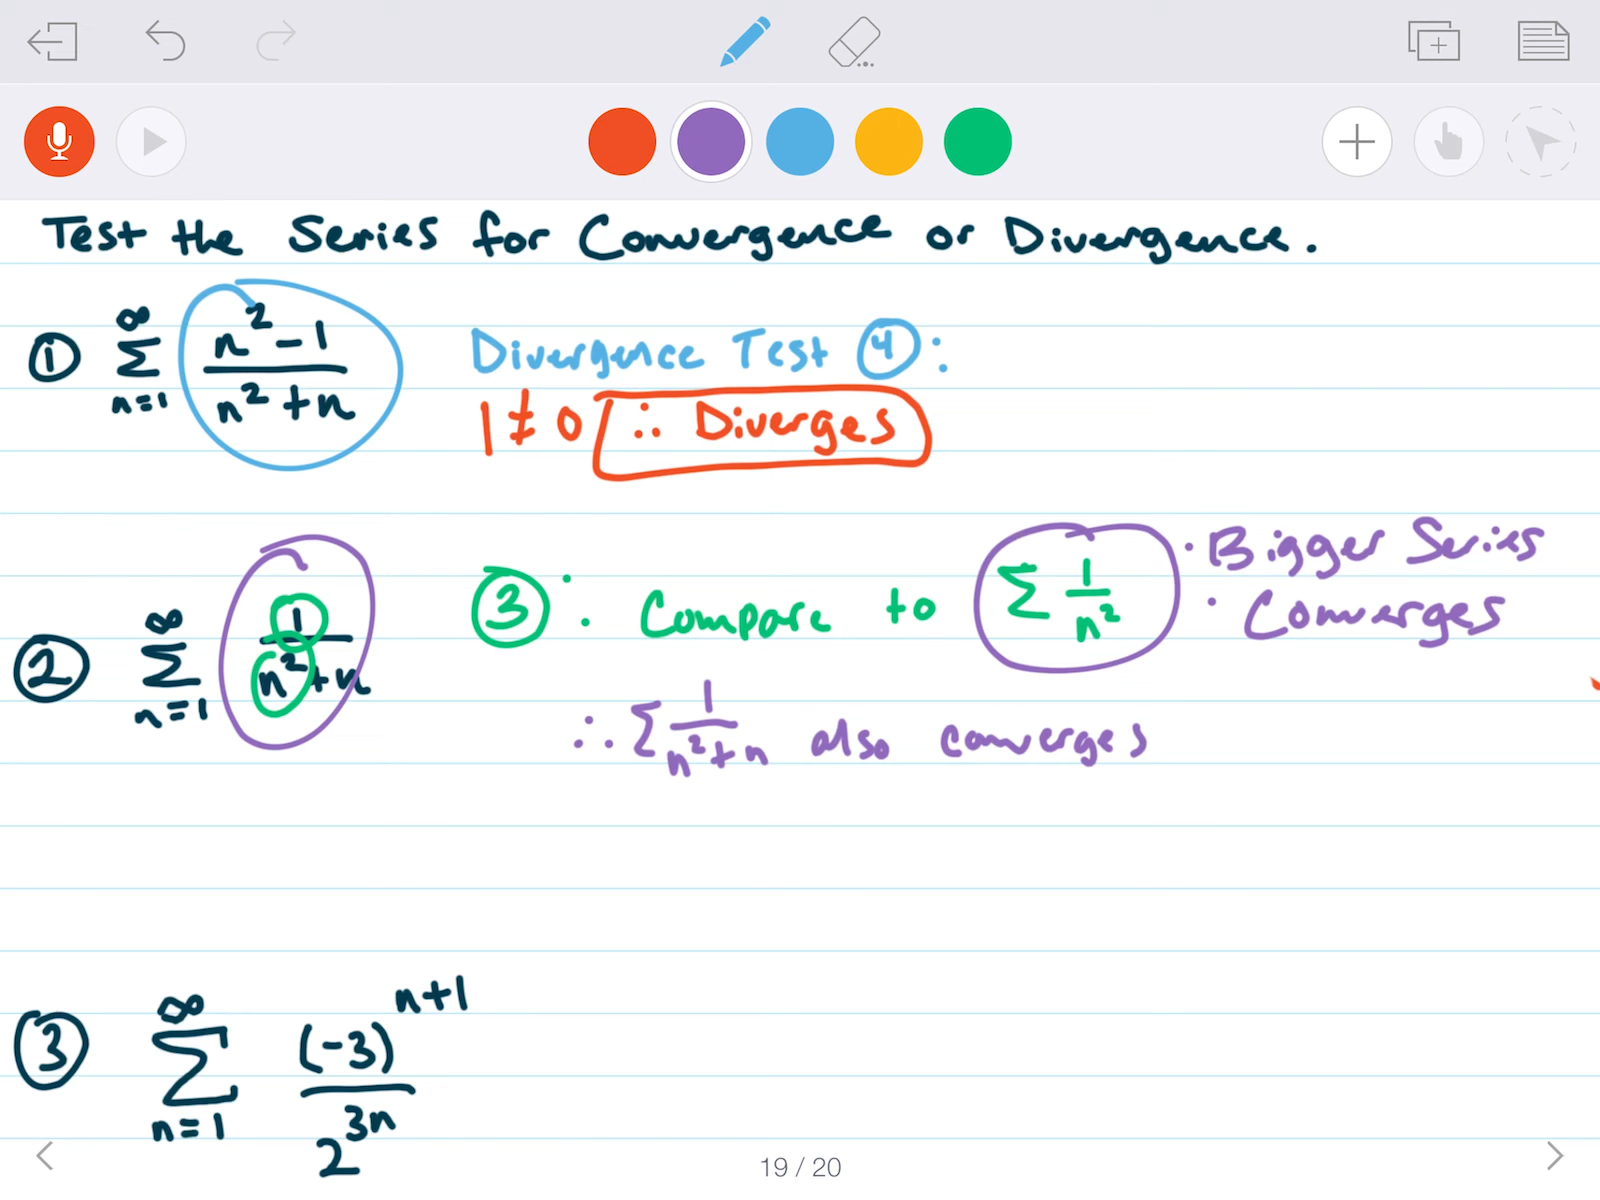 Test the Series for Convergence or Divergence.
① ∞ Σ n=1 n²-1 / n²+n
Divergence Test ④:
1 ≠ 0 ∴ Diverges
② ∞ Σ n=1 1 / n²+n
③: Compare to Σ 1/n²
· Bigger Series
· Converges
∴ Σ 1/n²+n also converges
③ ∞ Σ n=1 (-3)^n+1 / 2^3n
19 / 20